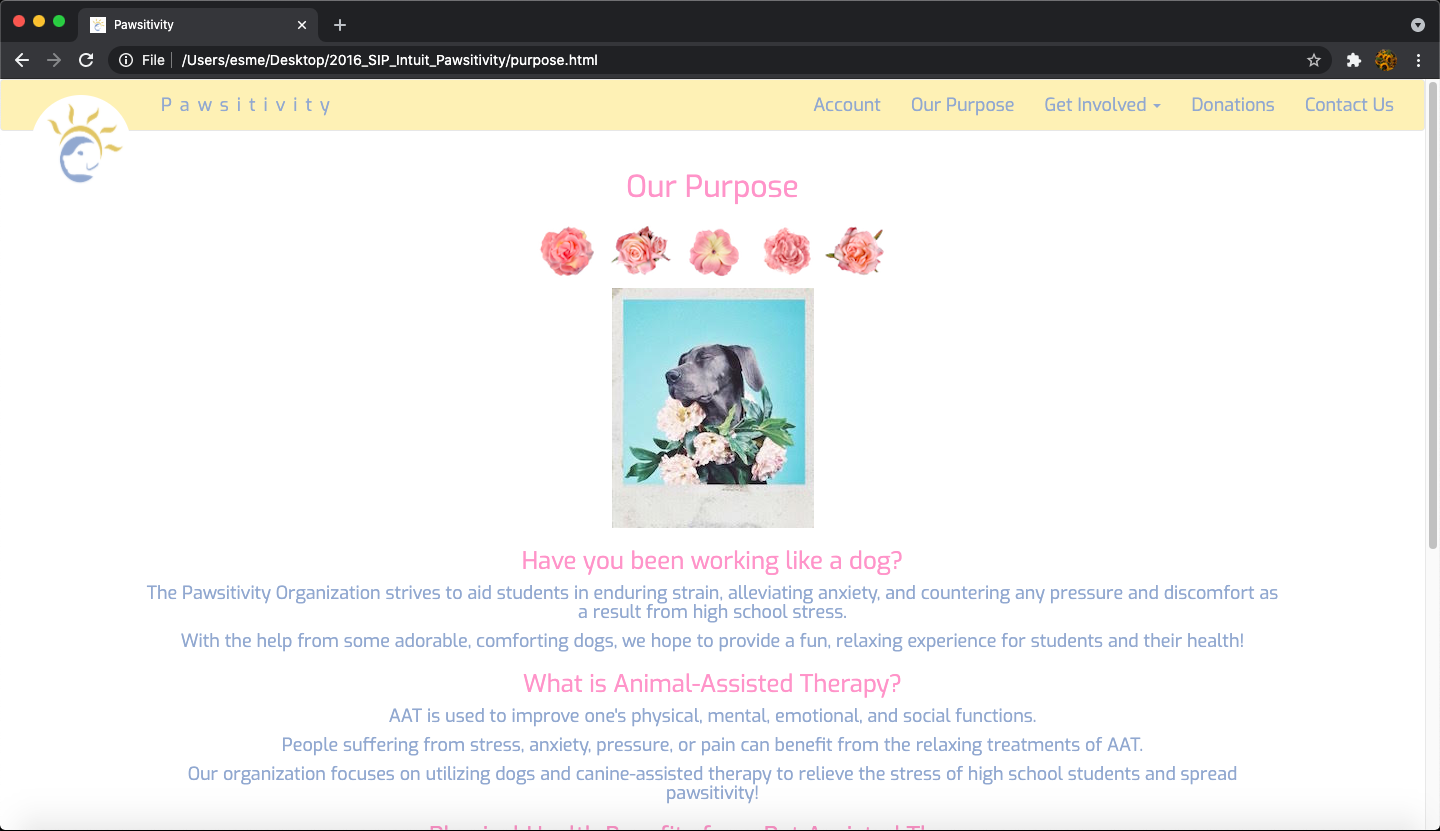 Pawsitivity
File
/Users/esme/Desktop/2016_SIP_Intuit_Pawsitivity/purpose.html
Pawsitivity
Account
Our Purpose
Get Involved
Donations
Contact Us
Our Purpose
Have you been working like a dog?
The Pawsitivity Organization strives to aid students in enduring strain, alleviating anxiety, and countering any pressure and discomfort as
a result from high school stress.
With the help from some adorable, comforting dogs, we hope to provide a fun, relaxing experience for students and their health!
What is Animal-Assisted Therapy?
AAT is used to improve one's physical, mental, emotional, and social functions.
People suffering from stress, anxiety, pressure, or pain can benefit from the relaxing treatments of AAT.
Our organization focuses on utilizing dogs and canine-assisted therapy to relieve the stress of high school students and spread
pawsitivity!